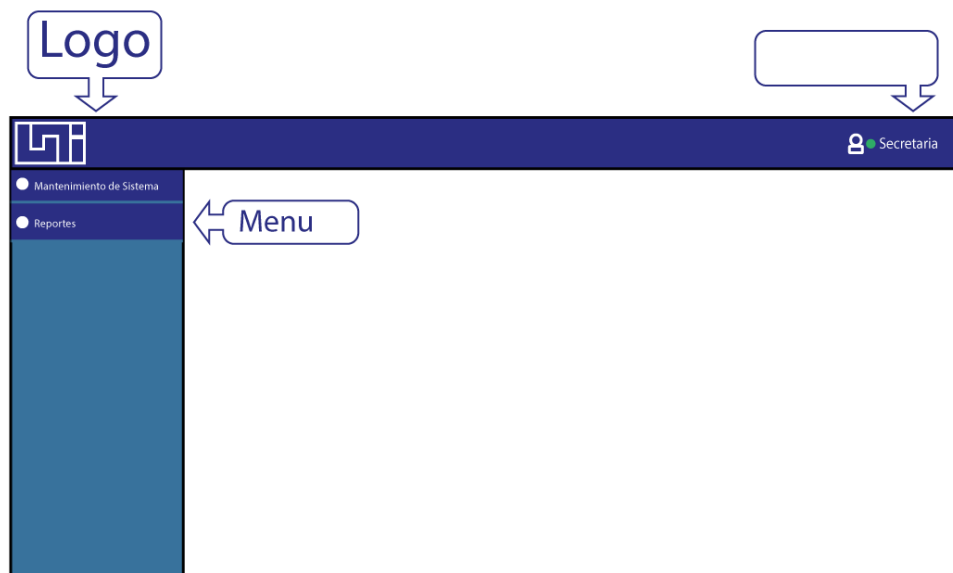 Logo
Secretaria
Mantenimiento de Sistema
Reportes
Menu